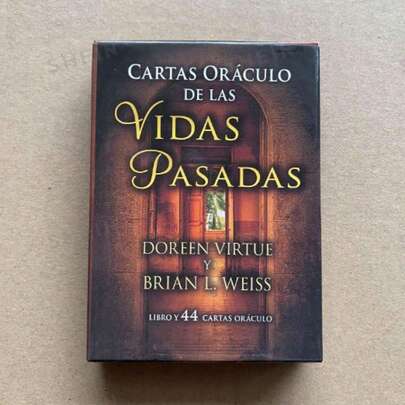 CARTAS ORÁCULO
DE LAS
VIDAS
PASADAS
DOREEN VIRTUE
Y
BRIAN L. WEISS
LIBRO Y 44 CARTAS ORÁCULO